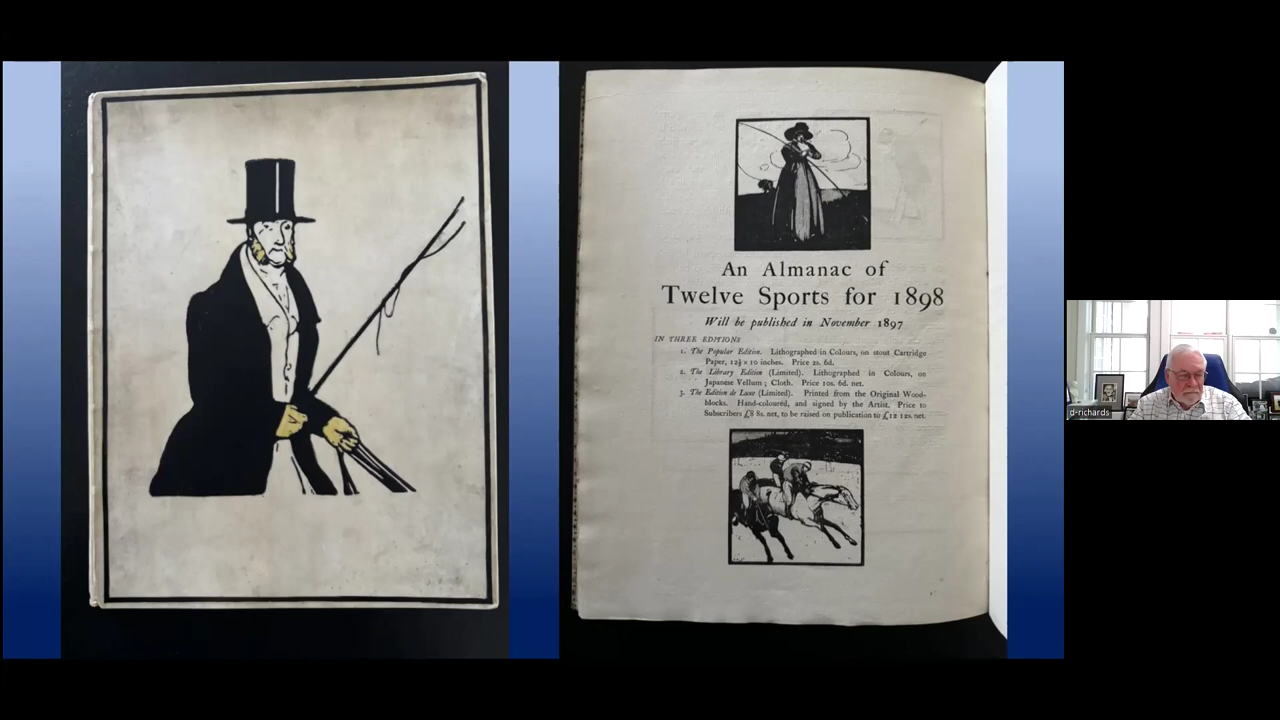 An Almanac of
Twelve Sports for 1898
Will be published in November 1897
IN THREE EDITIONS
1. The Popular Edition. Lithographed in Colours, on stout Cartridge
Paper, 12½ x 10 inches. Price 2s. 6d.
2. The Library Edition (Limited). Lithographed in Colours, on
Japanese Vellum; Cloth. Price 10s. 6d. net.
3. The Edition de Luxe (Limited). Printed from the Original Wood-
blocks. Hand-coloured, and signed by the Artist. Price to
Subscribers £8 8s. net, to be raised on publication to £12 12s. net.
d-richards